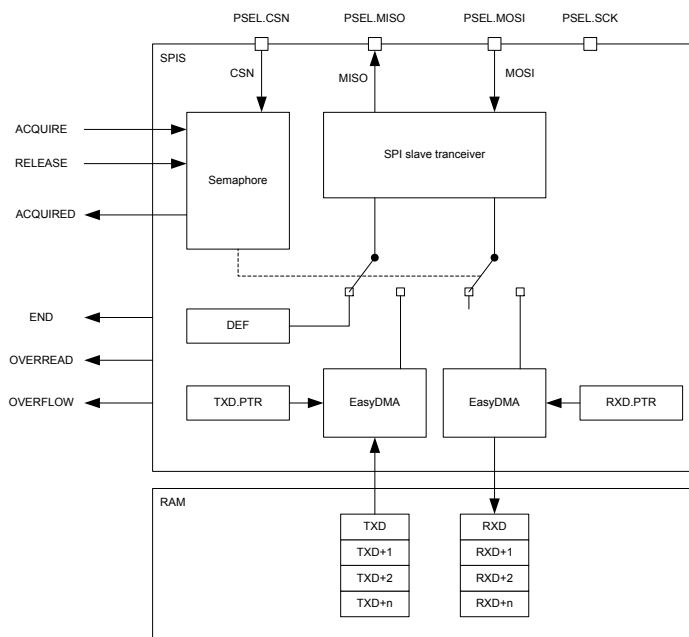 PSEL.CSN PSEL.MISO PSEL.MOSI PSEL.SCK
SPIS
CSN MISO MOSI
ACQUIRE
RELEASE
ACQUIRED
Semaphore
SPI slave tranceiver
END
OVERREAD
OVERFLOW
DEF
TXD.PTR EasyDMA EasyDMA RXD.PTR
RAM
TXD RXD
TXD+1 RXD+1
TXD+2 RXD+2
TXD+n RXD+n